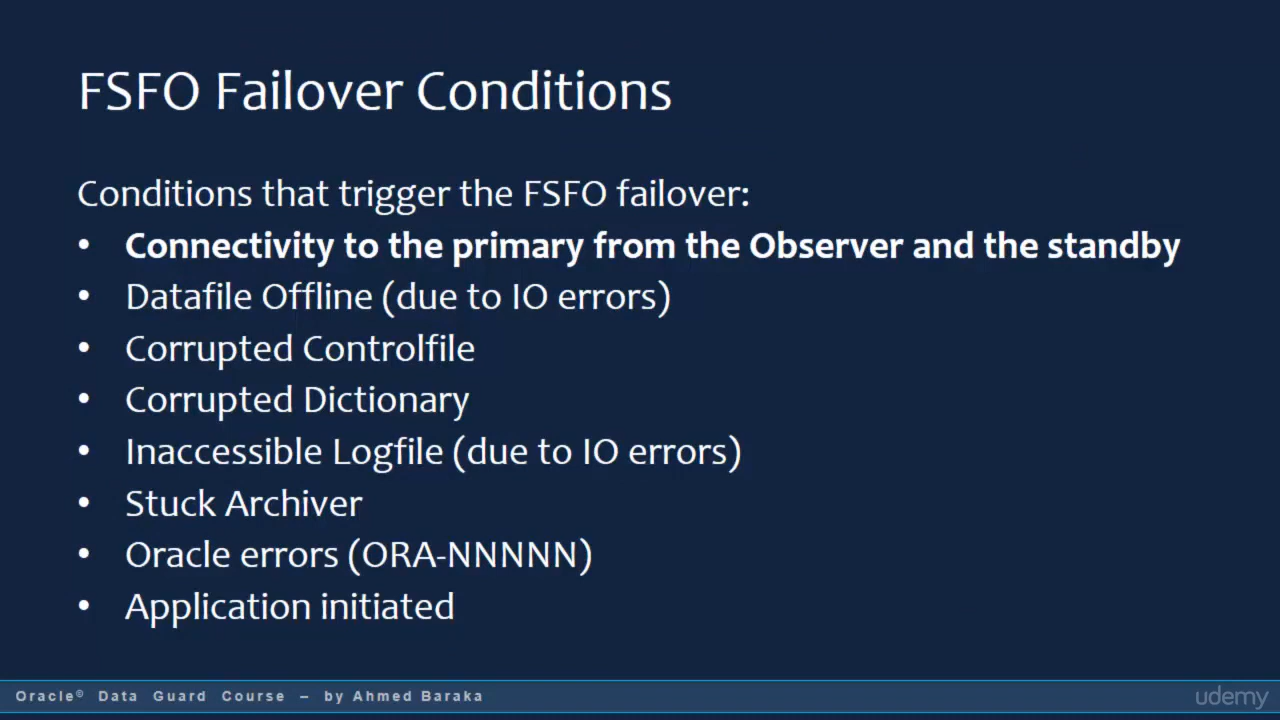 FSFO Failover Conditions
Conditions that trigger the FSFO failover:
• Connectivity to the primary from the Observer and the standby
• Datafile Offline (due to IO errors)
• Corrupted Controlfile
• Corrupted Dictionary
• Inaccessible Logfile (due to IO errors)
• Stuck Archiver
• Oracle errors (ORA-NNNNN)
• Application initiated
Oracle© Data Guard Course – by Ahmed Baraka
udemy